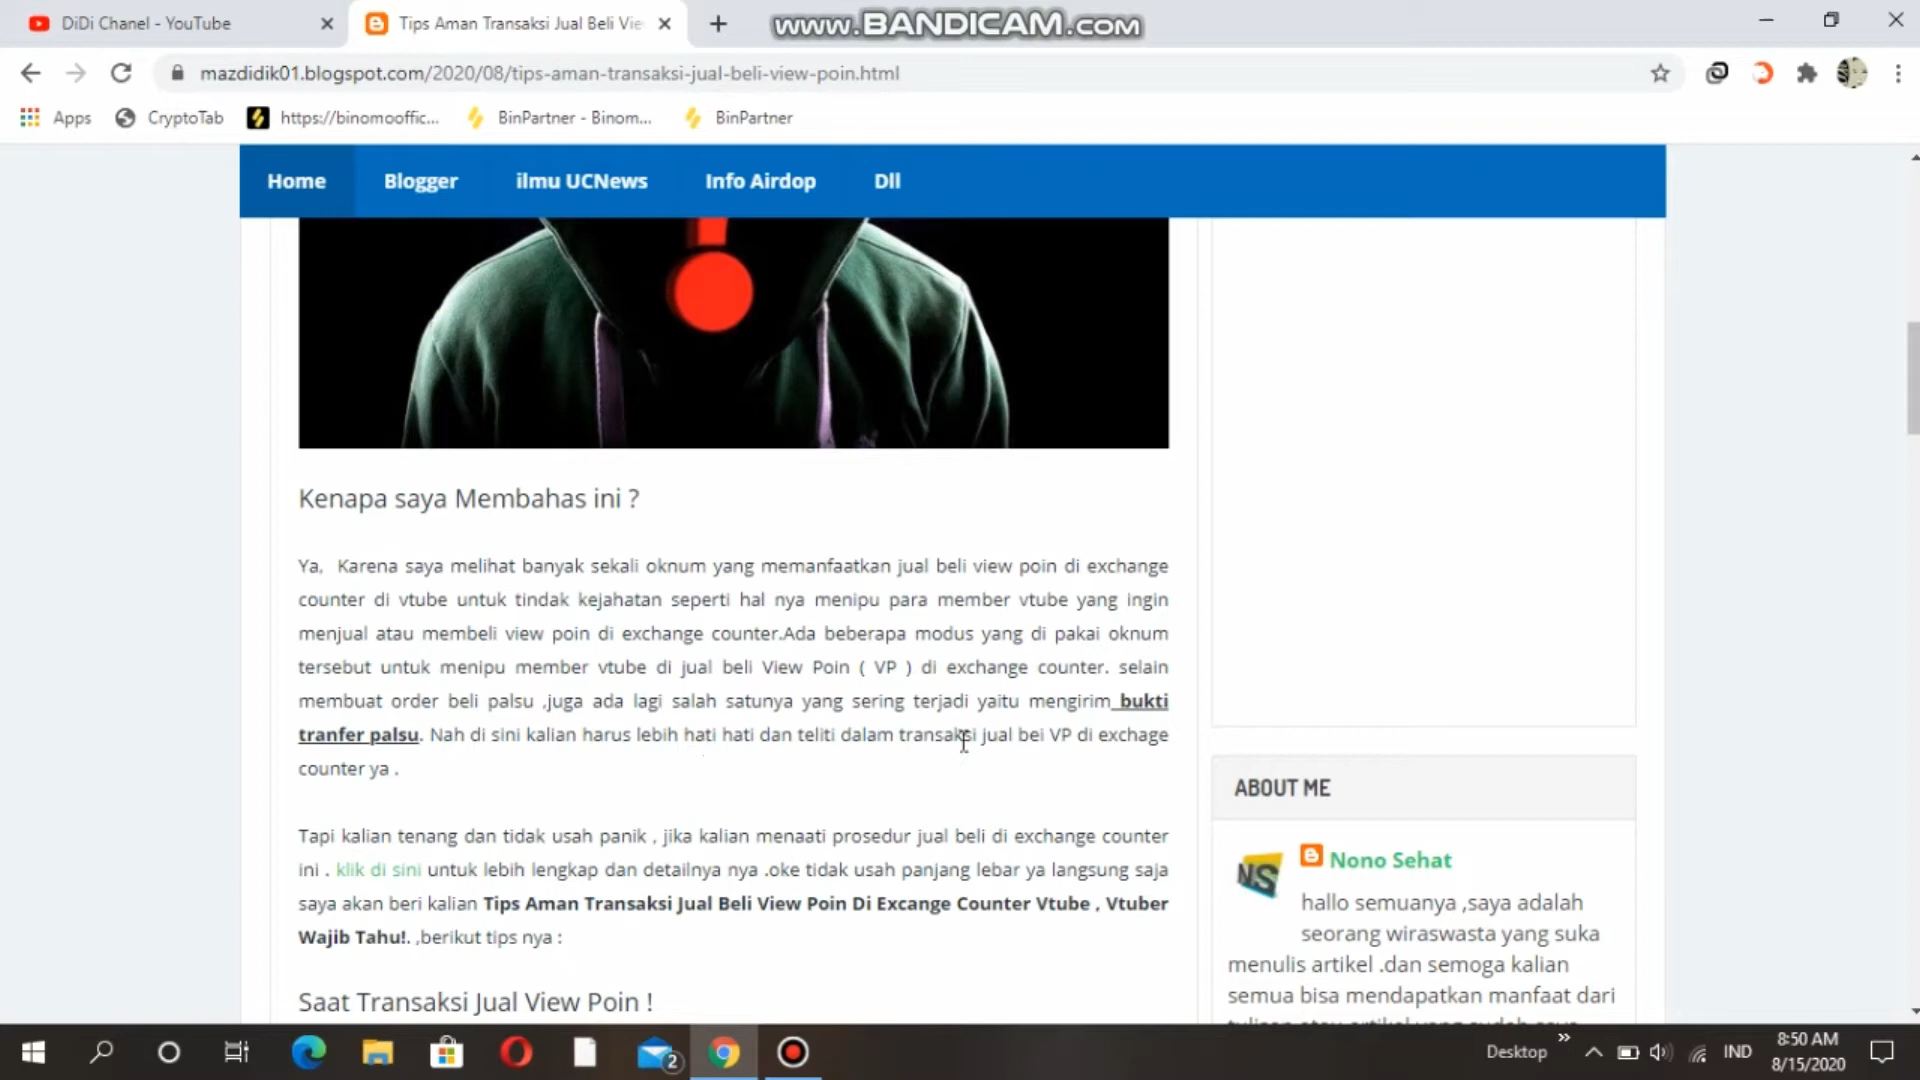 DiDi Chanel - YouTube
Tips Aman Transaksi Jual Beli Vie
www.BANDICAM.com
mazdidik01.blogspot.com/2020/08/tips-aman-transaksi-jual-beli-view-poin.html
Apps CryptoTab https://binomooffic... BinPartner - Binom... BinPartner
Home Blogger ilmu UCNews Info Airdop Dll
Kenapa saya Membahas ini ?
Ya, Karena saya melihat banyak sekali oknum yang memanfaatkan jual beli view poin di exchange
counter di vtube untuk tindak kejahatan seperti hal nya menipu para member vtube yang ingin
menjual atau membeli view poin di exchange counter.Ada beberapa modus yang di pakai oknum
tersebut untuk menipu member vtube di jual beli View Poin ( VP ) di exchange counter. selain
membuat order beli palsu ,juga ada lagi salah satunya yang sering terjadi yaitu mengirim bukti
tranfer palsu. Nah di sini kalian harus lebih hati hati dan teliti dalam transaksi jual bei VP di exchage
counter ya .
Tapi kalian tenang dan tidak usah panik , jika kalian menaati prosedur jual beli di exchange counter
ini . klik di sini untuk lebih lengkap dan detailnya nya .oke tidak usah panjang lebar ya langsung saja
saya akan beri kalian Tips Aman Transaksi Jual Beli View Poin Di Excange Counter Vtube , Vtuber
Wajib Tahu!. ,berikut tips nya :
Saat Transaksi Jual View Poin !
ABOUT ME
NS
Nono Sehat
hallo semuanya ,saya adalah
seorang wiraswasta yang suka
menulis artikel .dan semoga kalian
semua bisa mendapatkan manfaat dari
2
Desktop
IND
8:50 AM
8/15/2020